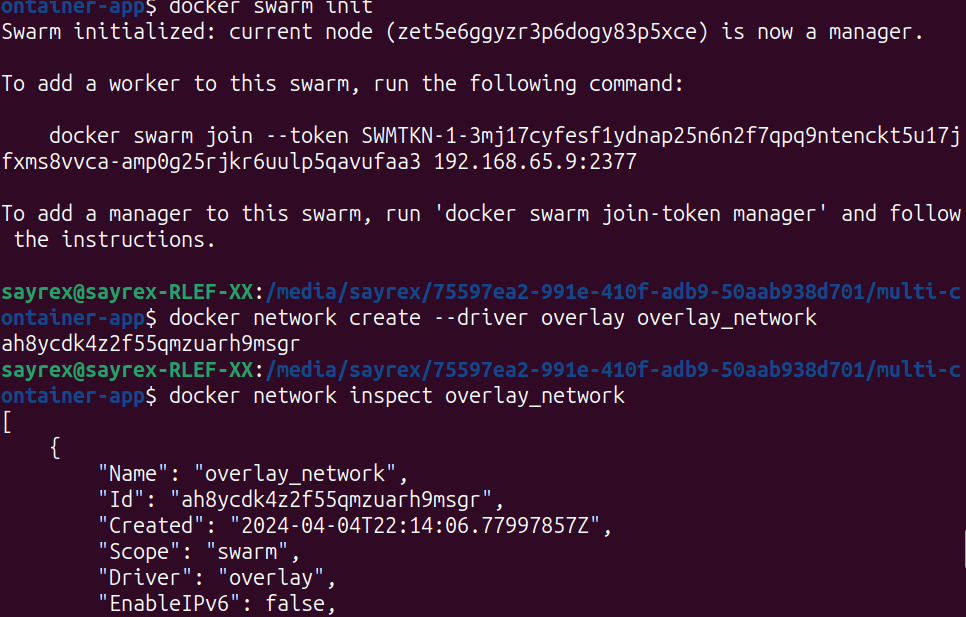 ontainer-app$ docker swarm init
Swarm initialized: current node (zet5e6ggyzr3p6dogy83p5xce) is now a manager.
To add a worker to this swarm, run the following command:
docker swarm join --token SWMTKN-1-3mj17cyfesf1ydnap25n6n2f7qpq9ntenckt5u17j
fxms8vvca-amp0g25rjkr6uulp5qavufaa3 192.168.65.9:2377
To add a manager to this swarm, run 'docker swarm join-token manager' and follow
the instructions.
sayrex@sayrex-RLEF-XX:/media/sayrex/75597ea2-991e-410f-adb9-50aab938d701/multi-c
ontainer-app$ docker network create --driver overlay overlay_network
ah8ycdk4z2f55qmzuarh9msgr
sayrex@sayrex-RLEF-XX:/media/sayrex/75597ea2-991e-410f-adb9-50aab938d701/multi-c
ontainer-app$ docker network inspect overlay_network
[
{
"Name": "overlay_network",
"Id": "ah8ycdk4z2f55qmzuarh9msgr",
"Created": "2024-04-04T22:14:06.77997857Z",
"Scope": "swarm",
"Driver": "overlay",
"EnableIPv6": false,